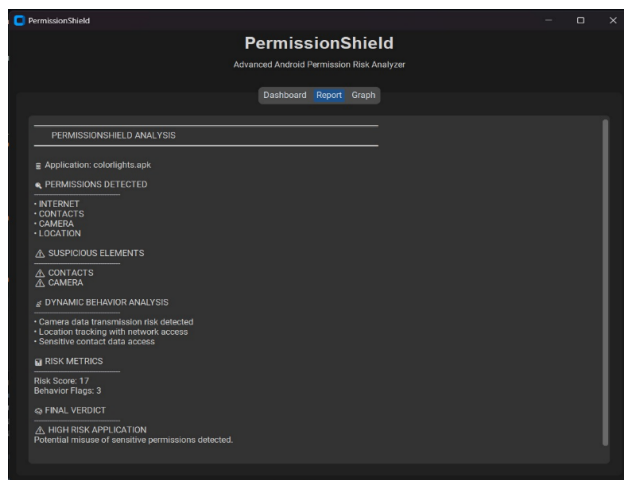 PermissionShield
PermissionShield
Advanced Android Permission Risk Analyzer
Dashboard Report Graph
PERMISSIONSHIELD ANALYSIS
Application: colorlights.apk
PERMISSIONS DETECTED
• INTERNET
• CONTACTS
• CAMERA
• LOCATION
⚠ SUSPICIOUS ELEMENTS
⚠ CONTACTS
⚠ CAMERA
DYNAMIC BEHAVIOR ANALYSIS
• Camera data transmission risk detected
• Location tracking with network access
• Sensitive contact data access
RISK METRICS
Risk Score: 17
Behavior Flags: 3
FINAL VERDICT
⚠ HIGH RISK APPLICATION
Potential misuse of sensitive permissions detected.